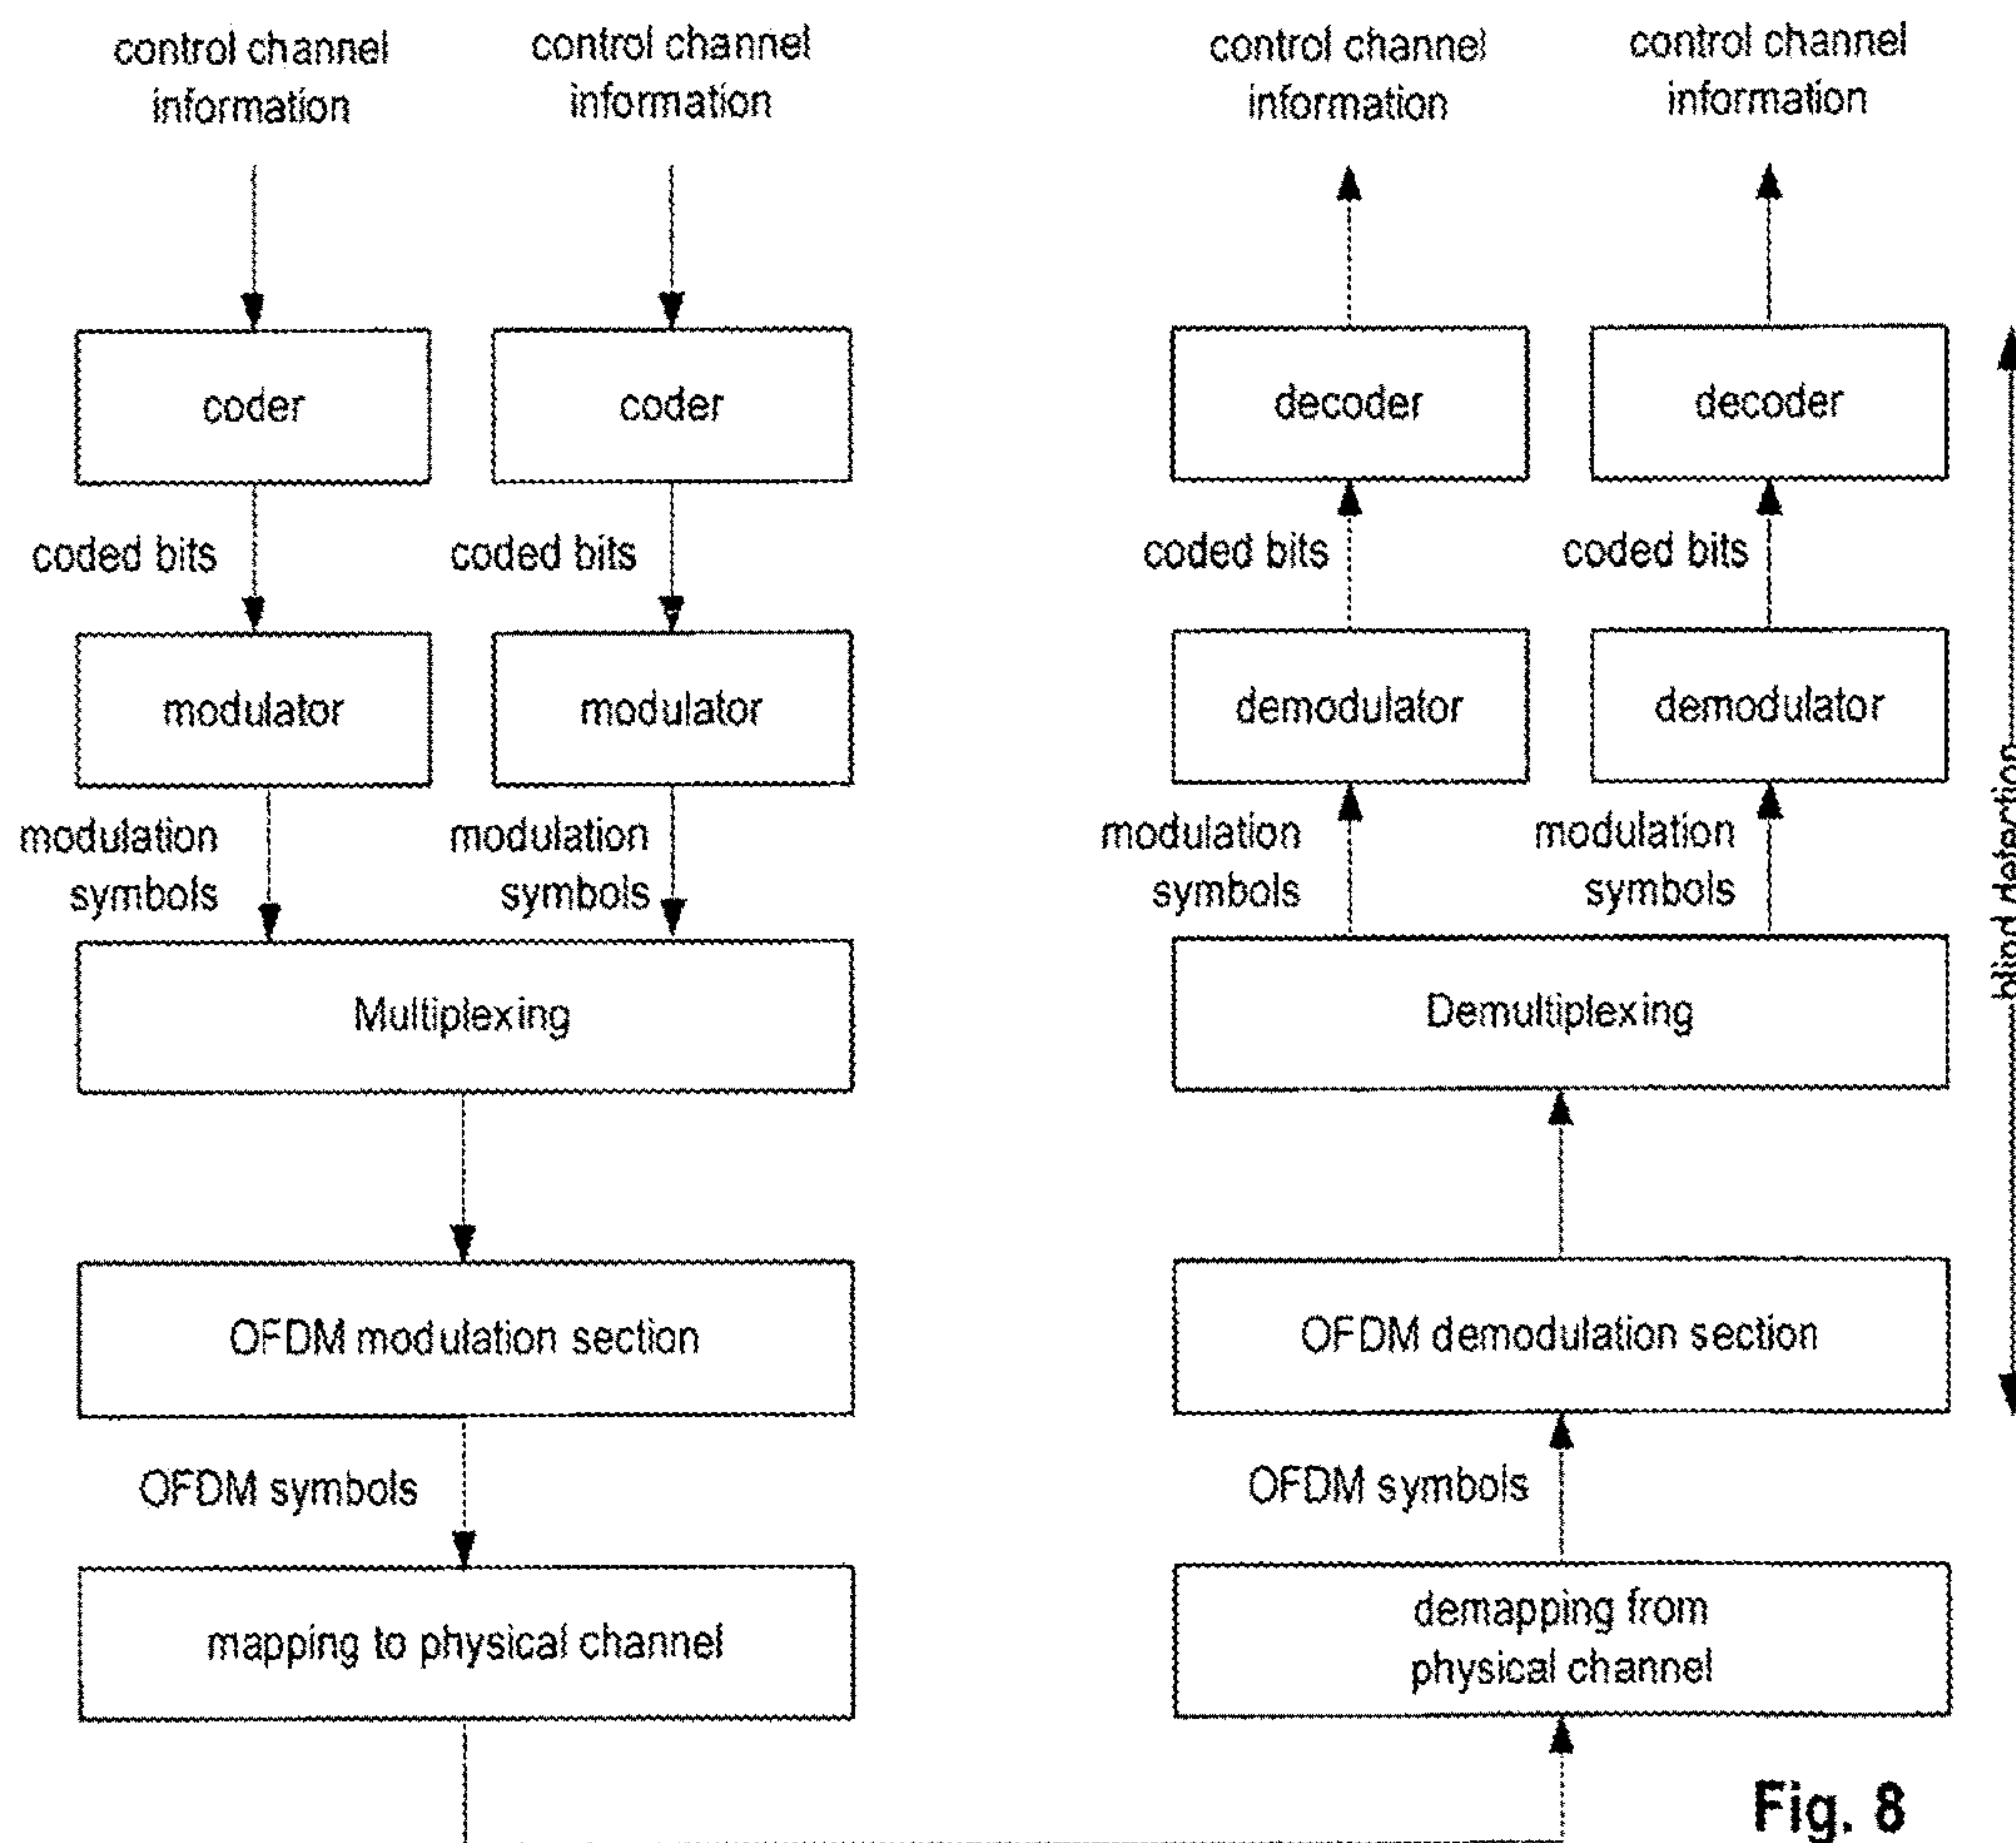 control channel
information
control channel
information
coder
coder
coded bits
coded bits
modulator
modulator
modulation
symbols
modulation
symbols
Multiplexing
OFDM modulation section
OFDM symbols
mapping to physical channel
control channel
information
control channel
information
decoder
decoder
coded bits
coded bits
demodulator
demodulator
modulation
symbols
modulation
symbols
Demultiplexing
OFDM demodulation section
OFDM symbols
demapping from
physical channel
blind detection
Fig. 8